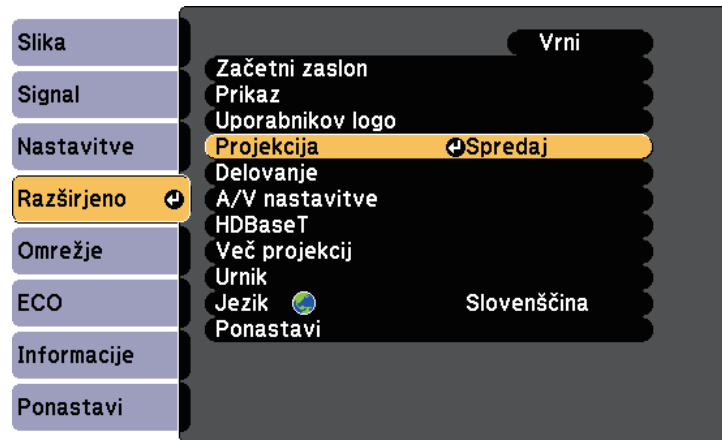 Slika
Signal
Nastavitve
Razširjeno
Omrežje
ECO
Informacije
Ponastavi
Vrni
Začetni zaslon
Prikaz
Uporabnikov logo
Projekcija Spredaj
Delovanje
A/V nastavitve
HDBaseT
Več projekcij
Urnik
Jezik Slovenščina
Ponastavi